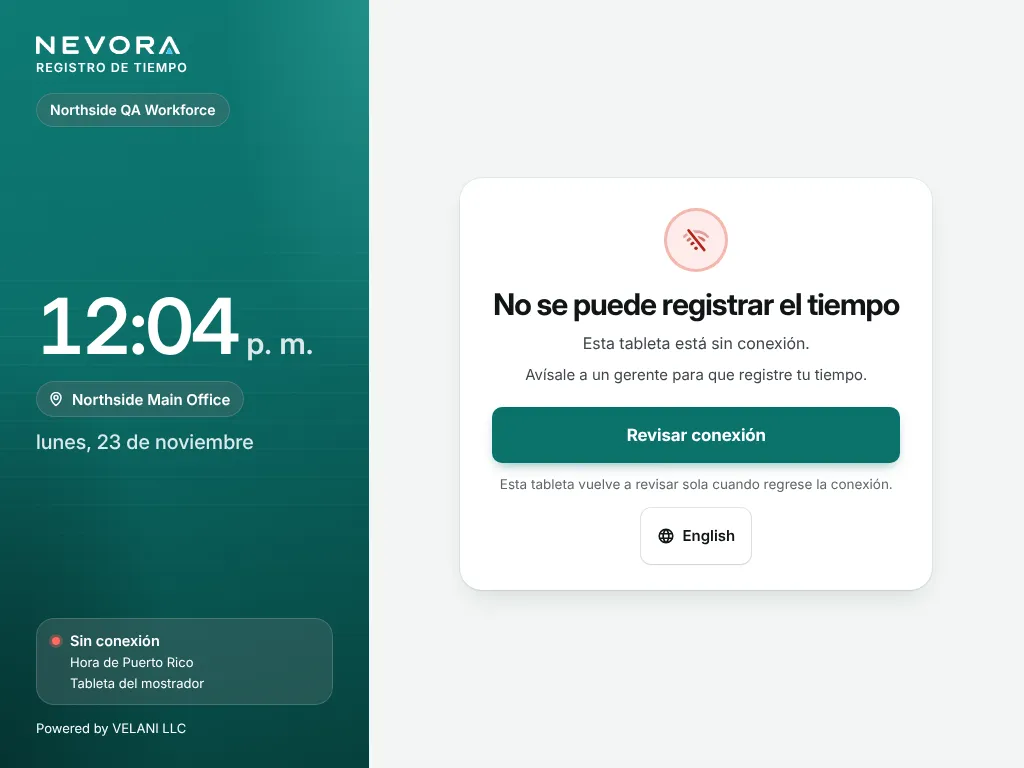 NEVORA
REGISTRO DE TIEMPO
Northside QA Workforce
12:04 p. m.
Northside Main Office
lunes, 23 de noviembre
Sin conexión
Hora de Puerto Rico
Tableta del mostrador
Powered by VELANI LLC
No se puede registrar el tiempo
Esta tableta está sin conexión.
Avísale a un gerente para que registre tu tiempo.
Revisar conexión
Esta tableta vuelve a revisar sola cuando regrese la conexión.
English